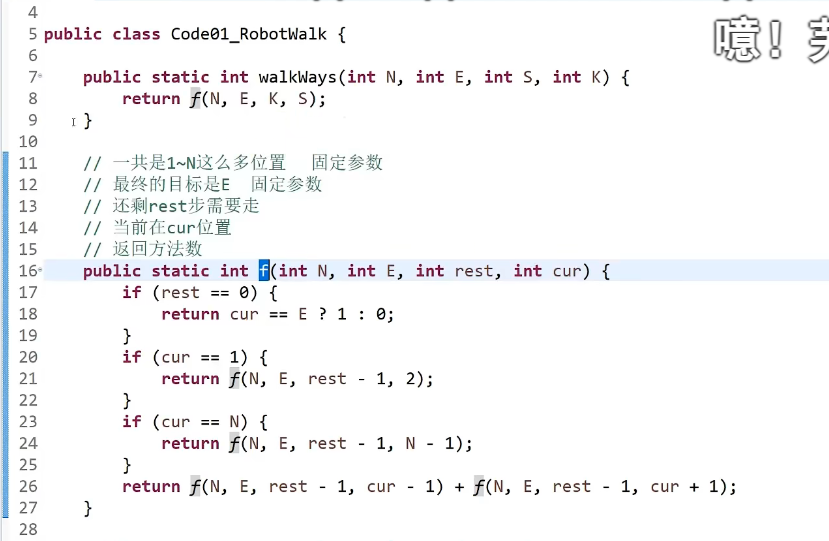 噫！
4
5 public class Code01_RobotWalk {
6
7 public static int walkWays(int N, int E, int S, int K) {
8 return f(N, E, K, S);
9 }
10
11 // 一共是1~N这么多位置 固定参数
12 // 最终的目标是E 固定参数
13 // 还剩rest步需要走
14 // 当前在cur位置
15 // 返回方法数
16 public static int f(int N, int E, int rest, int cur) {
17 if (rest == 0) {
18 return cur == E ? 1 : 0;
19 }
20 if (cur == 1) {
21 return f(N, E, rest - 1, 2);
22 }
23 if (cur == N) {
24 return f(N, E, rest - 1, N - 1);
25 }
26 return f(N, E, rest - 1, cur - 1) + f(N, E, rest - 1, cur + 1);
27 }
28